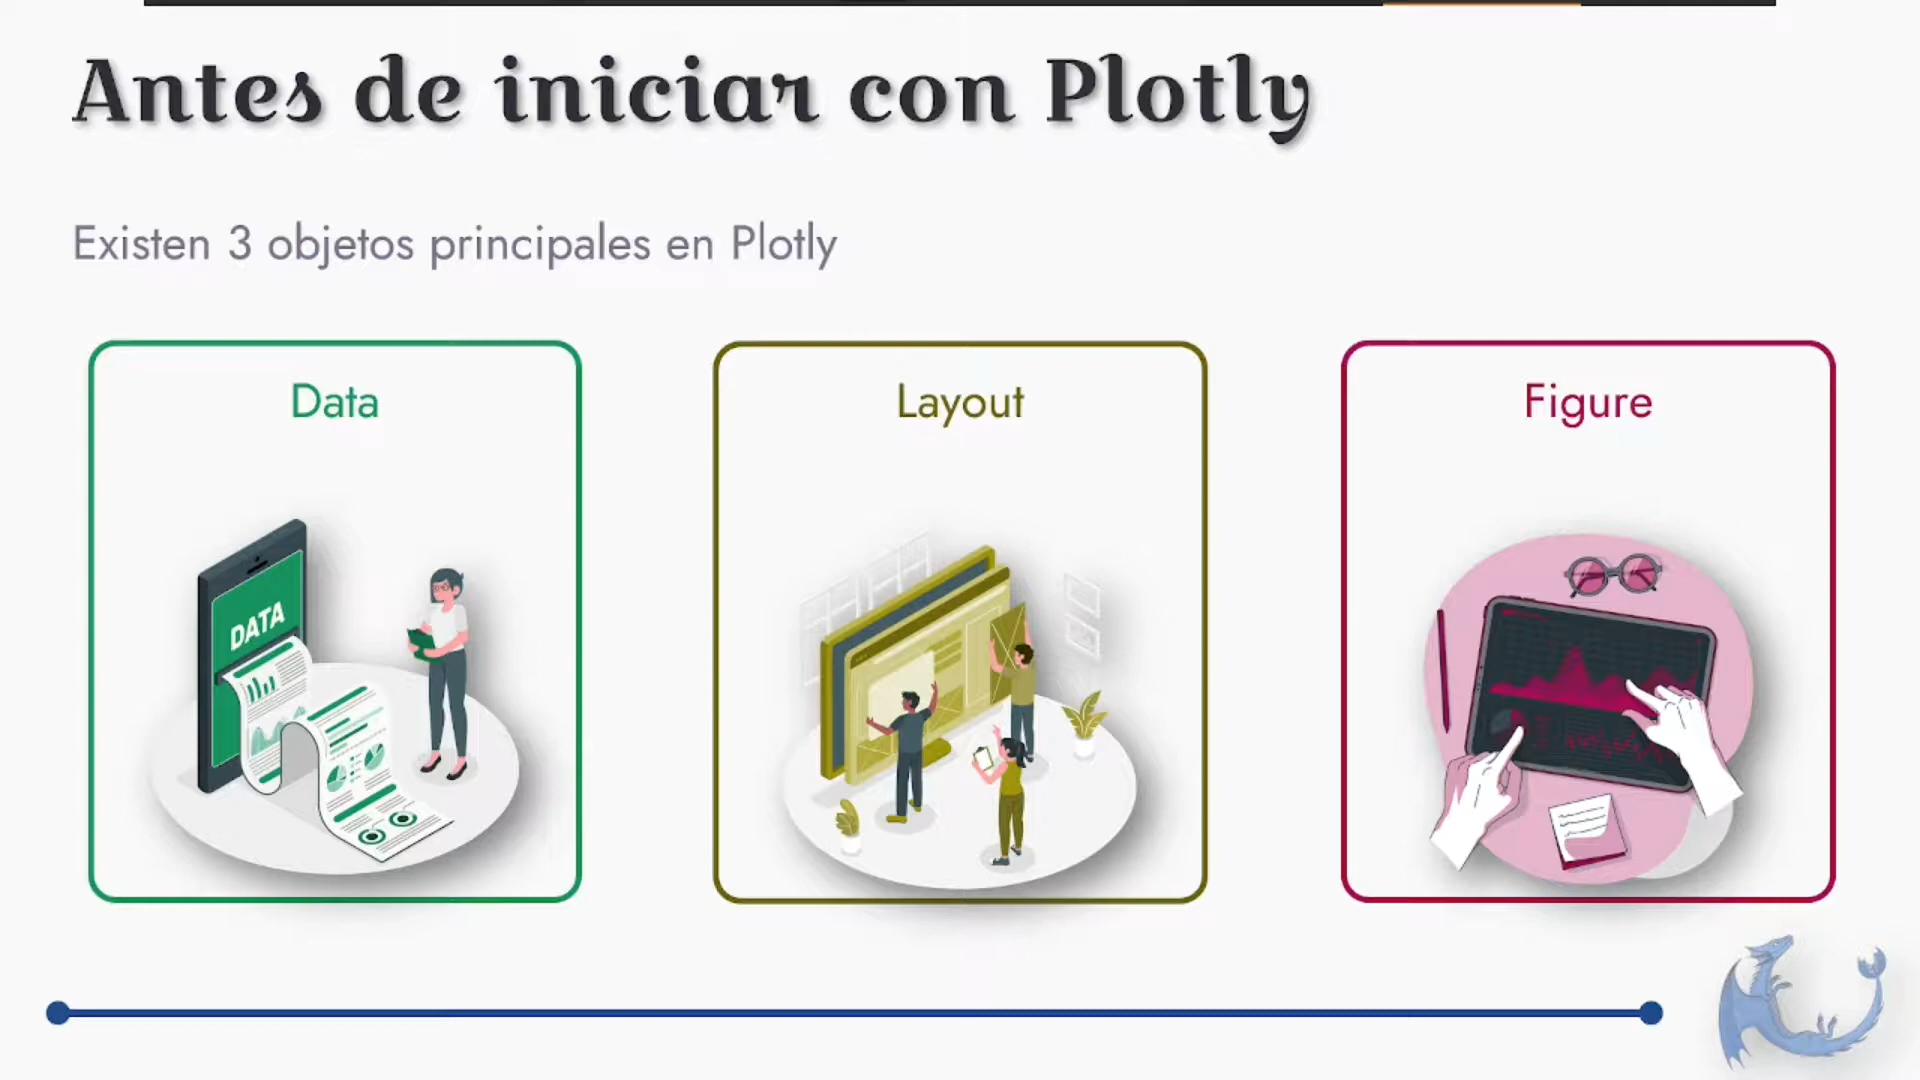 Antes de iniciar con Plotly
Existen 3 objetos principales en Plotly
Data
Layout
Figure
DATA